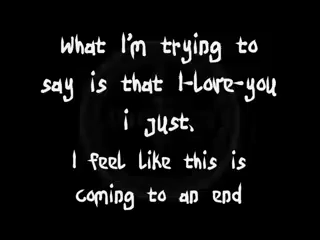 What I'm trying to
say is that I-love-you
i just.
I feel like this is
coming to an end